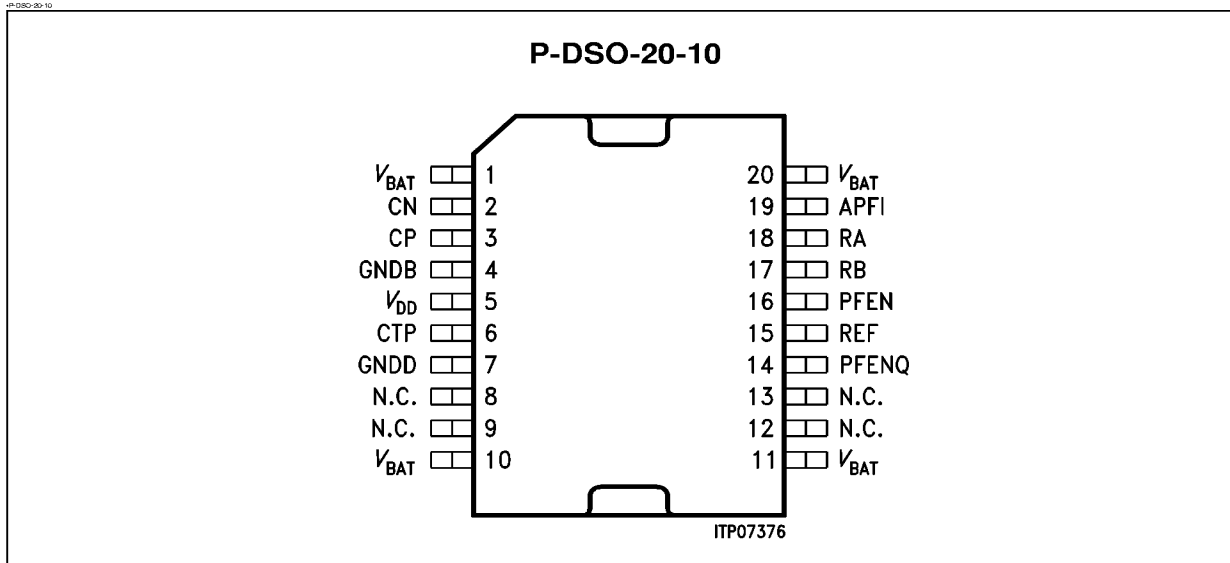 •P-DSO-20-10
P-DSO-20-10
VBAT 1 20 VBAT
CN 2 19 APFI
CP 3 18 RA
GNDB 4 17 RB
VDD 5 16 PFEN
CTP 6 15 REF
GNDD 7 14 PFENQ
N.C. 8 13 N.C.
N.C. 9 12 N.C.
VBAT 10 11 VBAT
ITP07376